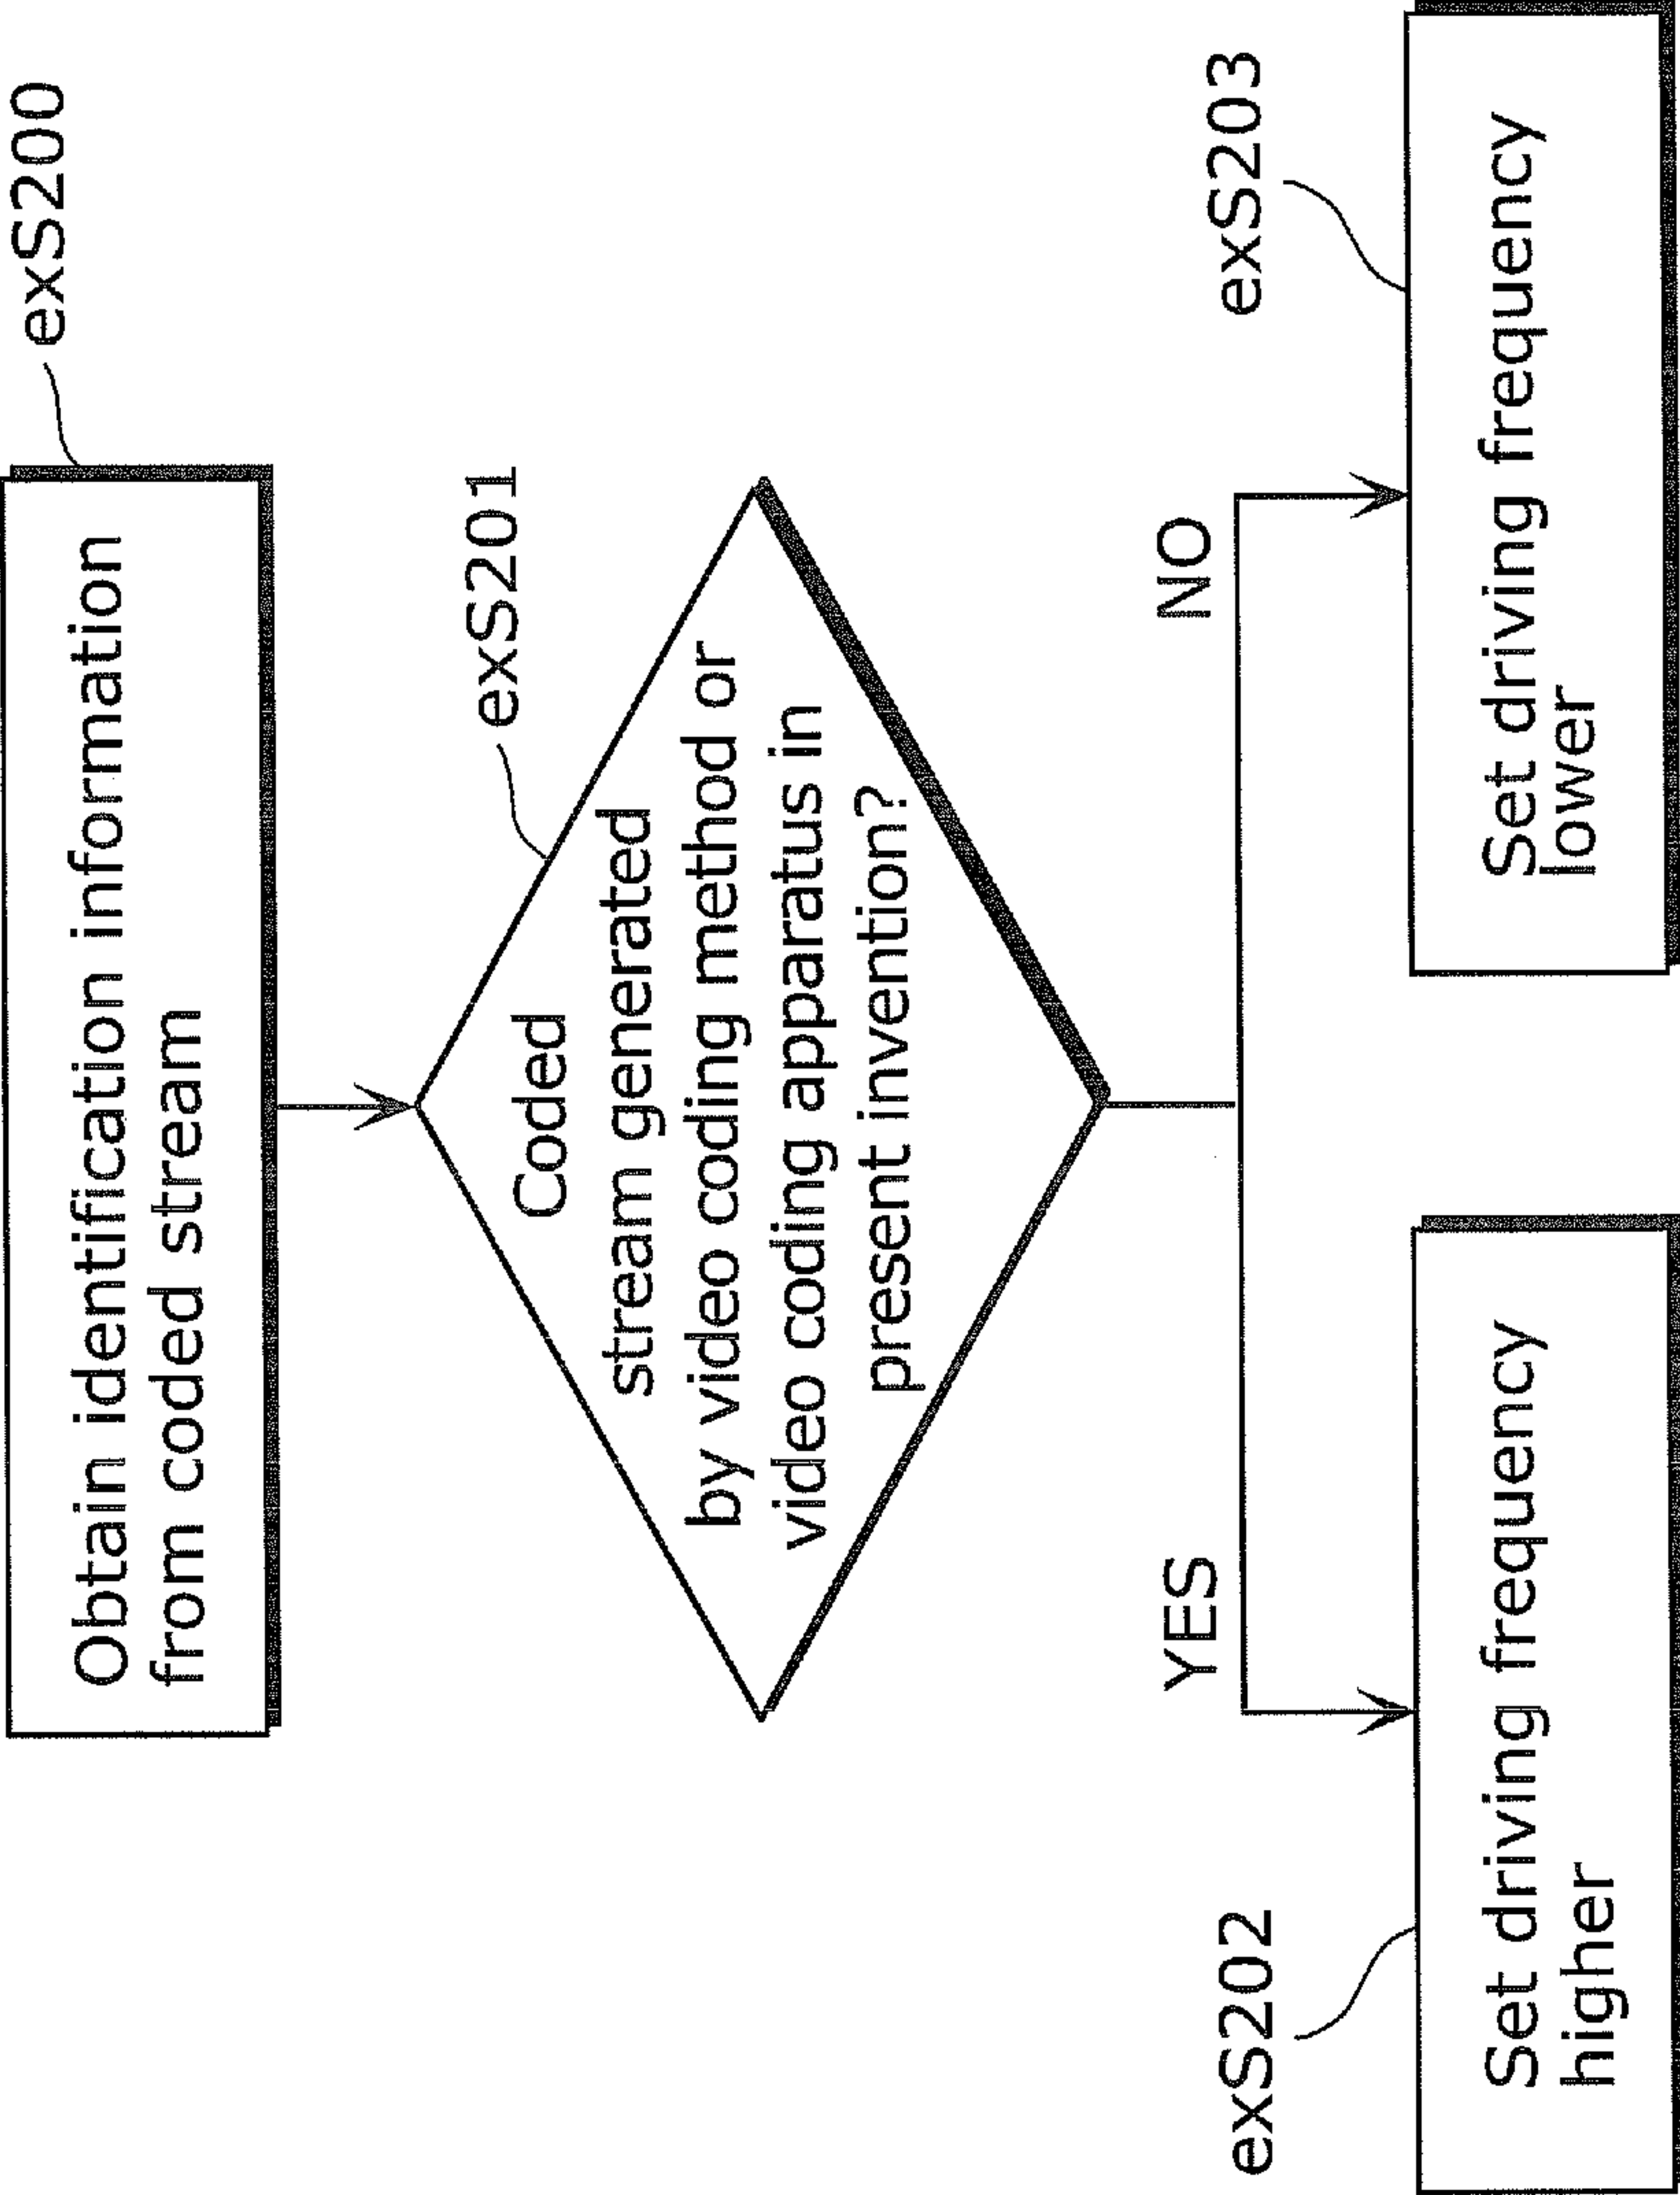 exS200
Obtain identification information
from coded stream
exS201
Coded
stream generated
by video coding method or
video coding apparatus in
present invention?
YES
NO
exS202
Set driving frequency
higher
exS203
Set driving frequency
lower